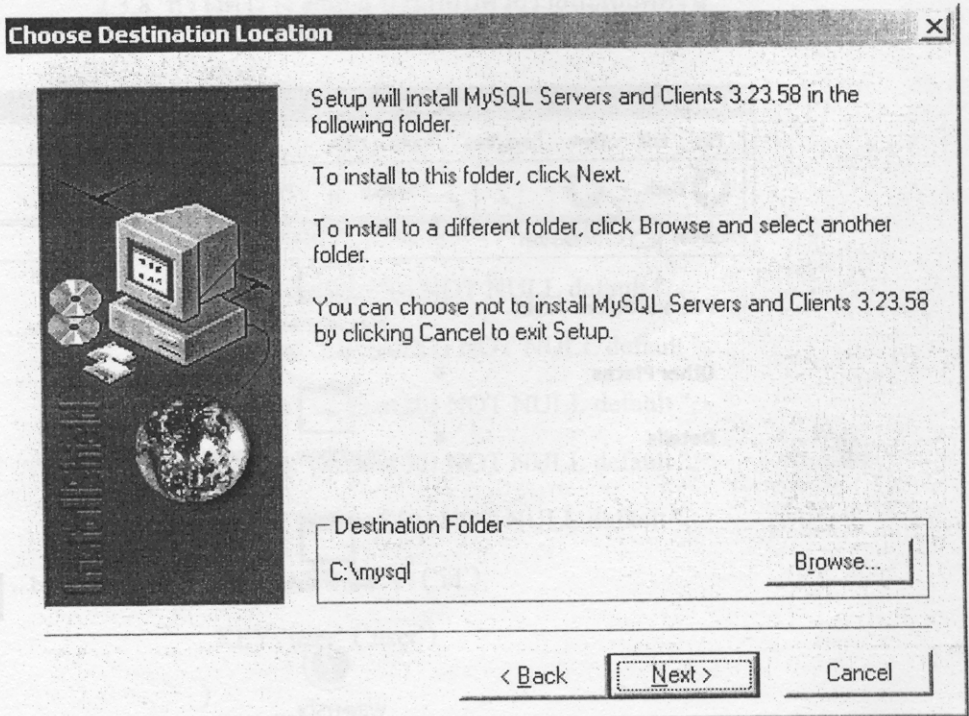 Choose Destination Location
Setup will install MySQL Servers and Clients 3.23.58 in the
following folder.
To install to this folder, click Next.
To install to a different folder, click Browse and select another
folder.
You can choose not to install MySQL Servers and Clients 3.23.58
by clicking Cancel to exit Setup.
InstallShield
Destination Folder
C:\mysql
Browse...
< Back
Next >
Cancel